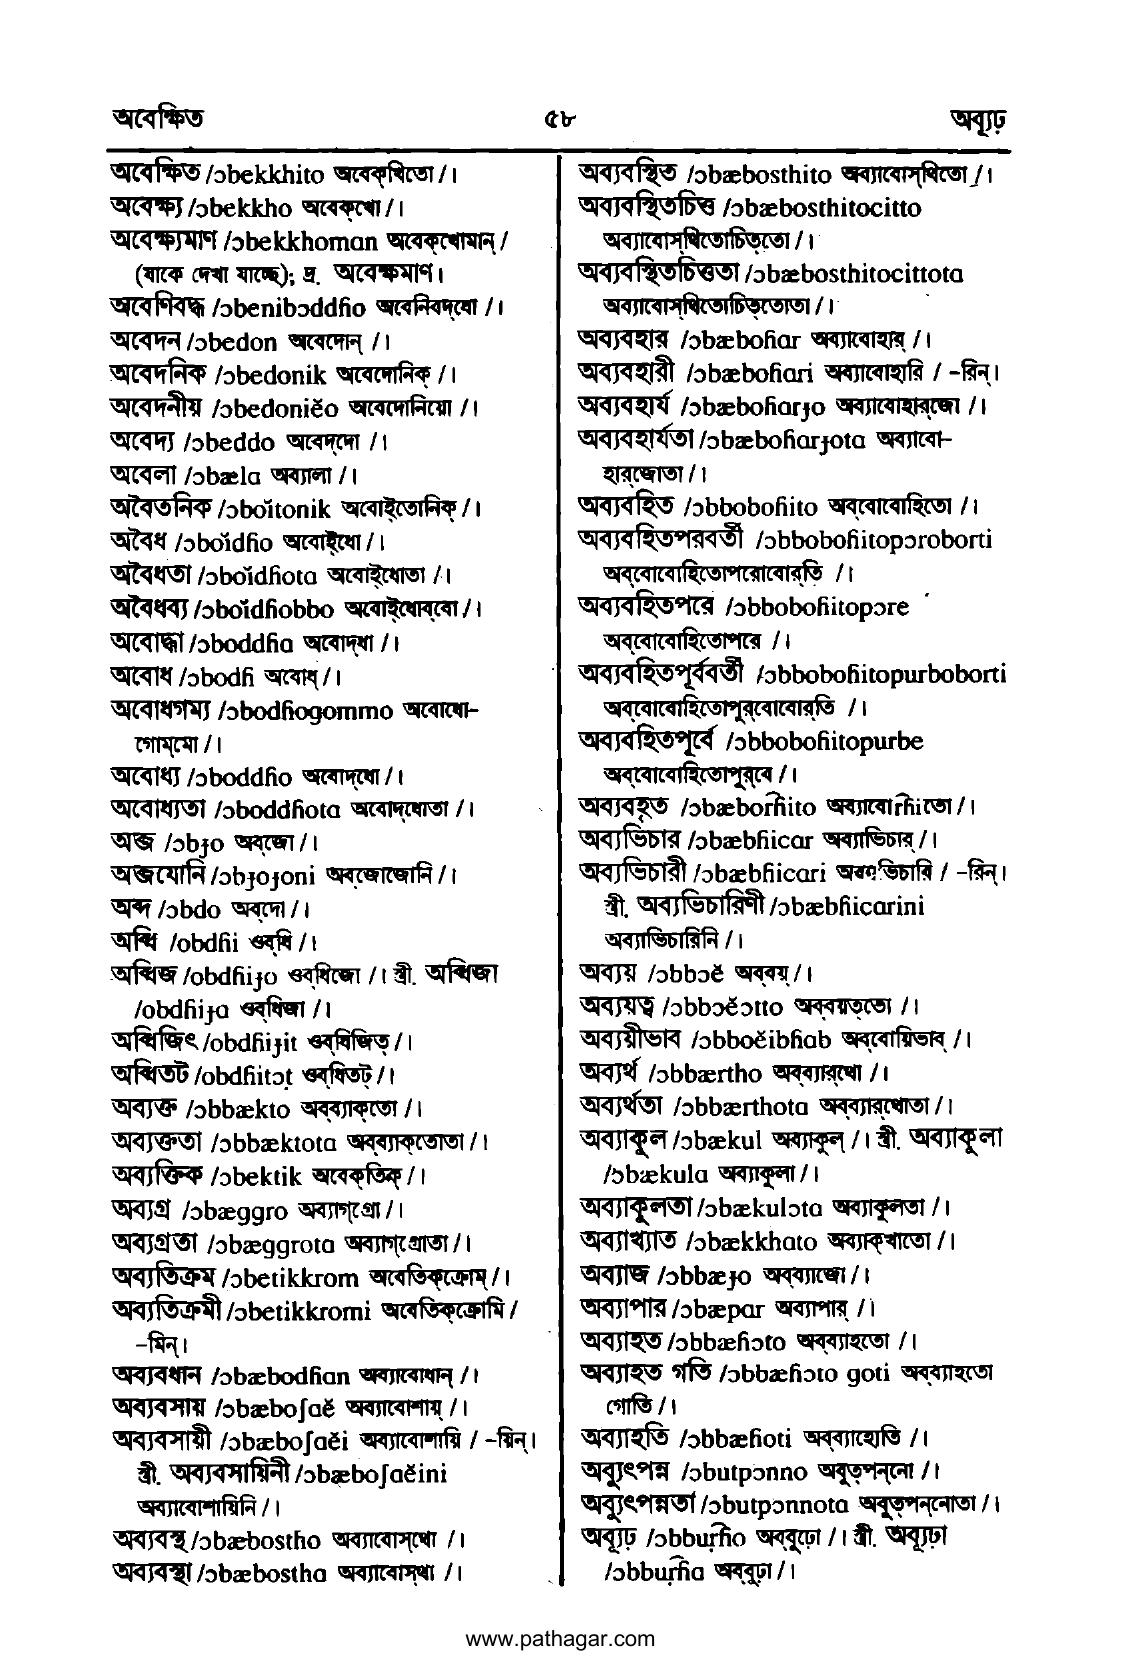 অবেক্ষিত ৫৮ অব্যূঢ়
অবেক্ষিত /ɔbekkhito অবেক্‌খিতো /।
অবেক্ষ্য /ɔbekkho অবেক্‌খো /।
অবেক্ষ্যমাণ /ɔbekkhoman অবেক্‌খোমান্ /
(যাকে দেখা যাচ্ছে); দ্র. অবেক্ষমাণ।
অবেণিবদ্ধ /ɔbenibɔddɦo অবেনিবদ্‌ধো /।
অবেদন /ɔbedon অবেদোন্ /।
অবেদনিক /ɔbedonik অবেদোনিক্ /।
অবেদনীয় /ɔbedoniĕo অবেদোনিয়ো /।
অবেদ্য /ɔbeddo অবেদ্‌দো /।
অবেলা /ɔbæla অব্যালা /।
অবৈতনিক /ɔboĭtonik অবোই্‌তোনিক্ /।
অবৈধ /ɔboĭdɦo অবোই্‌ধো /।
অবৈধতা /ɔboĭdɦota অবোই্‌ধোতা /।
অবৈধব্য /ɔboĭdɦobbo অবোই্‌ধোব্‌বো /।
অবোদ্ধা /ɔboddɦa অবোদ্‌ধা /।
অবোধ /ɔbodɦ অবোধ্ /।
অবোধগম্য /ɔbodɦogommo অবোধো-
গোম্‌মো /।
অবোধ্য /ɔboddɦo অবোদ্‌ধো /।
অবোধ্যতা /ɔboddɦota অবোদ্‌ধোতা /।
অব্জ /ɔbɟo অব্‌জো /।
অব্জযোনি /ɔbɟoɟoni অব্‌জোজোনি /।
অব্দ /ɔbdo অব্‌দো /।
অব্ধি /obdɦi ওব্‌ধি /।
অব্ধিজ /obdɦiɟo ওব্‌ধিজো /। স্ত্রী. অব্ধিজা
/obdɦiɟa ওব্‌ধিজা /।
অব্ধিজিৎ /obdɦiɟit ওব্‌ধিজিত্ /।
অব্ধিতট /obdɦitɔʈ ওব্‌ধিতট্ /।
অব্যক্ত /ɔbbækto অব্‌ব্যাক্‌তো /।
অব্যক্ততা /ɔbbæktota অব্‌ব্যাক্‌তোতা /।
অব্যক্তিক /ɔbektik অবেক্‌তিক্ /।
অব্যগ্র /ɔbæggro অব্যাগ্‌গ্রো /।
অব্যগ্রতা /ɔbæggrota অব্যাগ্‌গ্রোতা /।
অব্যতিক্রম /ɔbetikkrom অবেতিক্‌ক্রোম্ /।
অব্যতিক্রমী /ɔbetikkromi অবেতিক্‌ক্রোমি /
-মিন্।
অব্যবধান /ɔbæbodɦan অব্যাবোধান্ /।
অব্যবসায় /ɔbæboʃaĕ অব্যাবোশায়্ /।
অব্যবসায়ী /ɔbæboʃaĕi অব্যাবোশায়ি / -য়িন্।
স্ত্রী. অব্যবসায়িনী /ɔbæboʃaĕini
অব্যাবোশায়িনি /।
অব্যবস্থ /ɔbæbostho অব্যাবোস্‌থো /।
অব্যবস্থা /ɔbæbostha অব্যাবোস্‌থা /।
অব্যবস্থিত /ɔbæbosthito অব্যাবোস্‌থিতো /।
অব্যবস্থিতচিত্ত /ɔbæbosthitocitto
অব্যাবোস্‌থিতোচিত্‌তো /।
অব্যবস্থিতচিত্ততা /ɔbæbosthitocittota
অব্যাবোস্‌থিতোচিত্‌তোতা /।
অব্যবহার /ɔbæboɦar অব্যাবোহার্ /।
অব্যবহারী /ɔbæboɦari অব্যাবোহারি / -রিন্।
অব্যবহার্য /ɔbæboɦarɟo অব্যাবোহার্‌জো /।
অব্যবহার্যতা /ɔbæboɦarɟota অব্যাবো-
হার্‌জোতা /।
অব্যবহিত /ɔbboboɦito অব্‌বোবোহিতো /।
অব্যবহিতপরবর্তী /ɔbboboɦitopɔroborti
অব্‌বোবোহিতোপরোবোর্‌তি /।
অব্যবহিতপরে /ɔbboboɦitopɔre
অব্‌বোবোহিতোপরে /।
অব্যবহিতপূর্ববর্তী /ɔbboboɦitopurboborti
অব্‌বোবোহিতোপুর্‌বোবোর্‌তি /।
অব্যবহিতপূর্বে /ɔbboboɦitopurbe
অব্‌বোবোহিতোপুর্‌বে /।
অব্যবহৃত /ɔbæbor͡ɦito অব্যাবোr͡ɦiতো /।
অব্যভিচার /ɔbæbɦicar অব্যাভিচার্ /।
অব্যভিচারী /ɔbæbɦicari অব্যাভিচারি / -রিন্।
স্ত্রী. অব্যভিচারিণী /ɔbæbɦicarini
অব্যাভিচারিনি /।
অব্যয় /ɔbbɔĕ অব্‌বয়্ /।
অব্যয়ত্ব /ɔbbɔĕɔtto অব্‌বয়ত্‌তো /।
অব্যয়ীভাব /ɔbboĕibɦab অব্‌বোয়িভাব্ /।
অব্যর্থ /ɔbbærtho অব্‌ব্যার্‌থো /।
অব্যর্থতা /ɔbbærthota অব্‌ব্যার্‌থোতা /।
অব্যাকুল /ɔbækul অব্যাকুল্ /। স্ত্রী. অব্যাকুলা
/ɔbækula অব্যাকুলা /।
অব্যাকুলতা /ɔbækulɔta অব্যাকুলতা /।
অব্যাখ্যাত /ɔbækkhato অব্যাক্‌খাতো /।
অব্যাজ /ɔbbæɟo অব্‌ব্যাজো /।
অব্যাপার /ɔbæpar অব্যাপার্ /।
অব্যাহত /ɔbbæɦɔto অব্‌ব্যাহতো /।
অব্যাহত গতি /ɔbbæɦɔto goti অব্‌ব্যাহতো
গোতি /।
অব্যাহতি /ɔbbæɦoti অব্‌ব্যাহোতি /।
অব্যুৎপন্ন /ɔbutpɔnno অবুত্‌পন্‌নো /।
অব্যুৎপন্নতা /ɔbutpɔnnota অবুত্‌পন্‌নোতা /।
অব্যূঢ় /ɔbbuɽ͡ɦo অব্‌বুঢ়ো /। স্ত্রী. অব্যূঢ়া
/ɔbbuɽ͡ɦa অব্‌বুঢ়া /।
www.pathagar.com